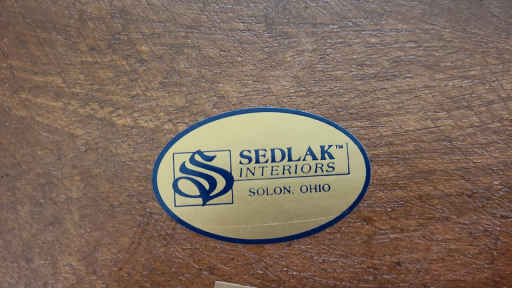 S
SEDLAK™
INTERIORS
SOLON, OHIO